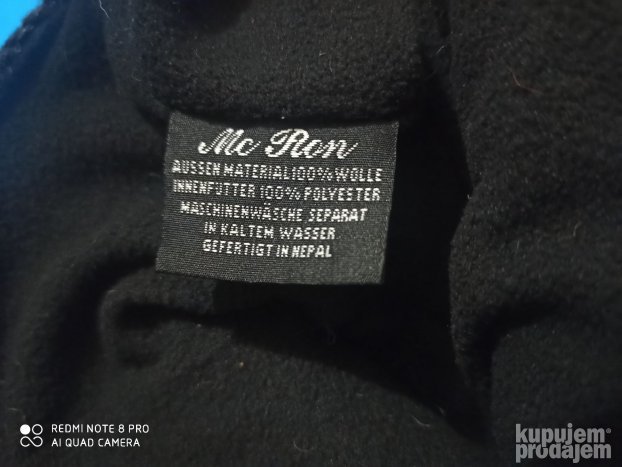 Mc Ron
AUSSEN MATERIAL 100% WOLLE
INNENFUTTER 100% POLYESTER
MASCHINENWÄSCHE SEPARAT
IN KALTEM WASSER
GEFERTIGT IN NEPAL
REDMI NOTE 8 PRO
AI QUAD CAMERA
kupujem
prodajem